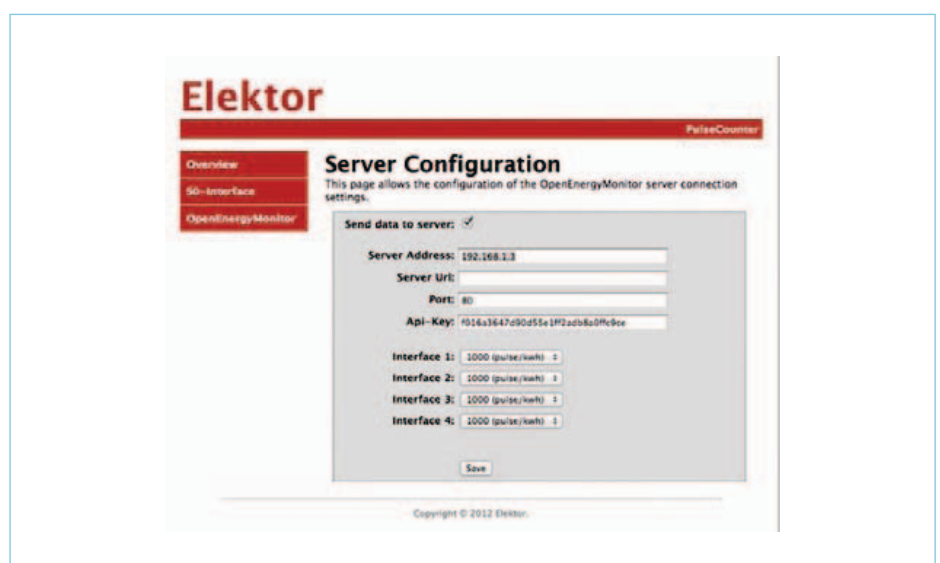 Elektor
PulseCounter
Overview
S0-Interface
OpenEnergyMonitor
Server Configuration
This page allows the configuration of the OpenEnergyMonitor server connection
settings.
Send data to server:
Server Address: 192.168.1.3
Server Url:
Port: 80
Api-Key:
Interface 1: 1000 (pulse/kwh)
Interface 2: 1000 (pulse/kwh)
Interface 3: 1000 (pulse/kwh)
Interface 4: 1000 (pulse/kwh)
Save
Copyright © 2012 Elektor.